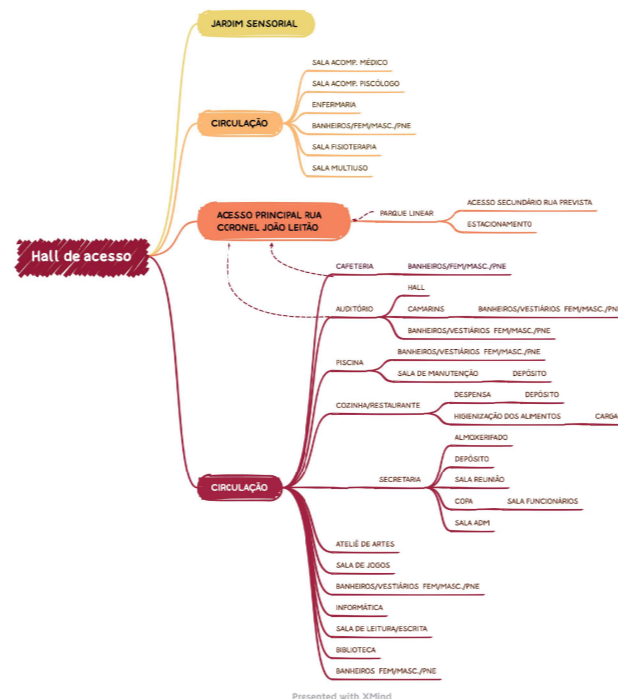 JARDIM SENSORIAL
SALA ACOMP. MÉDICO
SALA ACOMP. PISCÓLOGO
ENFERMARIA
CIRCULAÇÃO
BANHEIROS/FEM/MASC./PNE
SALA FISIOTERAPIA
SALA MULTIUSO
ACESSO PRINCIPAL RUA
CORONEL JOÃO LEITÃO
PARQUE LINEAR
ACESSO SECUNDÁRIO RUA PREVISTA
ESTACIONAMENTO
Hall de acesso
CAFETERIA
BANHEIROS/FEM/MASC./PNE
AUDITÓRIO
HALL
CAMARINS
BANHEIROS/VESTIÁRIOS FEM/MASC./PNE
BANHEIROS/VESTIÁRIOS FEM/MASC./PNE
PISCINA
BANHEIROS/VESTIÁRIOS FEM/MASC./PNE
SALA DE MANUTENÇÃO
DEPÓSITO
COZINHA/RESTAURANTE
DESPENSA
DEPÓSITO
HIGIENIZAÇÃO DOS ALIMENTOS
CARGA
CIRCULAÇÃO
SECRETARIA
ALMOXERIFADO
DEPÓSITO
SALA REUNIÃO
COPA
SALA FUNCIONÁRIOS
SALA ADM
ATELIÊ DE ARTES
SALA DE JOGOS
BANHEIROS/VESTIÁRIOS FEM/MASC./PNE
INFORMÁTICA
SALA DE LEITURA/ESCRITA
BIBLIOTECA
BANHEIROS FEM/MASC./PNE
Presented with XMind